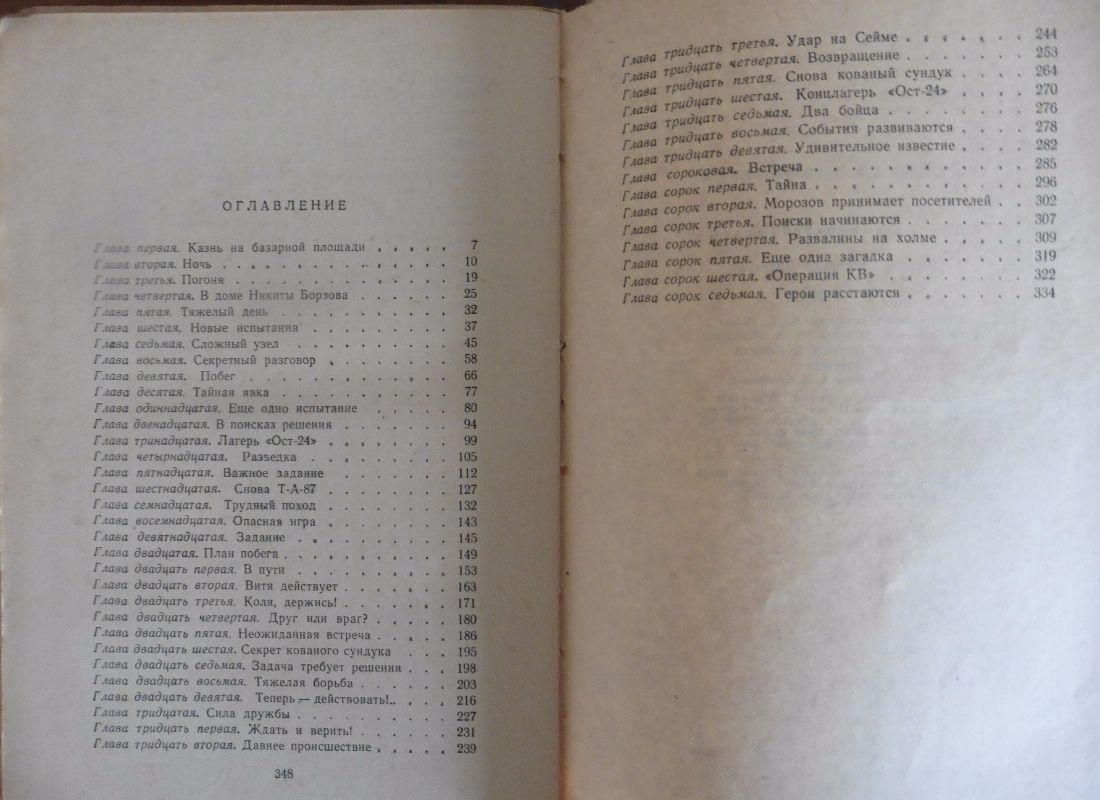 ОГЛАВЛЕНИЕ
Глава первая. Казнь на базарной площади . . . . . 7
Глава вторая. Ночь . . . . . . . . . . . . 10
Глава третья. Погоня . . . . . . . . . . . 19
Глава четвертая. В доме Никиты Борзова . . . . . . 25
Глава пятая. Тяжелый день . . . . . . . . . . 32
Глава шестая. Новые испытания . . . . . . . . 37
Глава седьмая. Сложный узел . . . . . . . . . 45
Глава восьмая. Секретный разговор . . . . . . . 58
Глава девятая. Побег . . . . . . . . . . . 66
Глава десятая. Тайная явка . . . . . . . . . . 77
Глава одиннадцатая. Еще одно испытание . . . . . 80
Глава двенадцатая. В поисках решения . . . . . . 94
Глава тринадцатая. Лагерь «Ост-24» . . . . . . . 99
Глава четырнадцатая. Разведка . . . . . . . . 105
Глава пятнадцатая. Важное задание . . . . . . . 112
Глава шестнадцатая. Снова Т-А-87 . . . . . . . 127
Глава семнадцатая. Трудный поход . . . . . . . 132
Глава восемнадцатая. Опасная игра . . . . . . . 143
Глава девятнадцатая. Задание . . . . . . . . . 145
Глава двадцатая. План побега . . . . . . . . . 149
Глава двадцать первая. В пути . . . . . . . . . 153
Глава двадцать вторая. Витя действует . . . . . . 163
Глава двадцать третья. Коля, держись! . . . . . . 171
Глава двадцать четвертая. Друг или враг? . . . . . 180
Глава двадцать пятая. Неожиданная встреча . . . . 186
Глава двадцать шестая. Секрет кованого сундука . . . 195
Глава двадцать седьмая. Задача требует решения . . . 198
Глава двадцать восьмая. Тяжелая борьба . . . . . . 203
Глава двадцать девятая. Теперь — действовать!. . . . 216
Глава тридцатая. Сила дружбы . . . . . . . . . 227
Глава тридцать первая. Ждать и верить! . . . . . . 231
Глава тридцать вторая. Давнее происшествие . . . . . 239
348
Глава тридцать третья. Удар на Сейме . . . . . . . 244
Глава тридцать четвертая. Возвращение . . . . . . 253
Глава тридцать пятая. Снова кованый сундук . . . . 264
Глава тридцать шестая. Концлагерь «Ост-24» . . . . 270
Глава тридцать седьмая. Два бойца . . . . . . . . 276
Глава тридцать восьмая. События развиваются . . . . 278
Глава тридцать девятая. Удивительное известие . . . . 282
Глава сороковая. Встреча . . . . . . . . . . . . 285
Глава сорок первая. Тайна . . . . . . . . . . . . 296
Глава сорок вторая. Морозов принимает посетителей . . 302
Глава сорок третья. Поиски начинаются . . . . . . . 307
Глава сорок четвертая. Развалины на холме . . . . . 309
Глава сорок пятая. Еще одна загадка . . . . . . . 319
Глава сорок шестая. «Операция КВ» . . . . . . . . 322
Глава сорок седьмая. Герои расстаются . . . . . . . 334